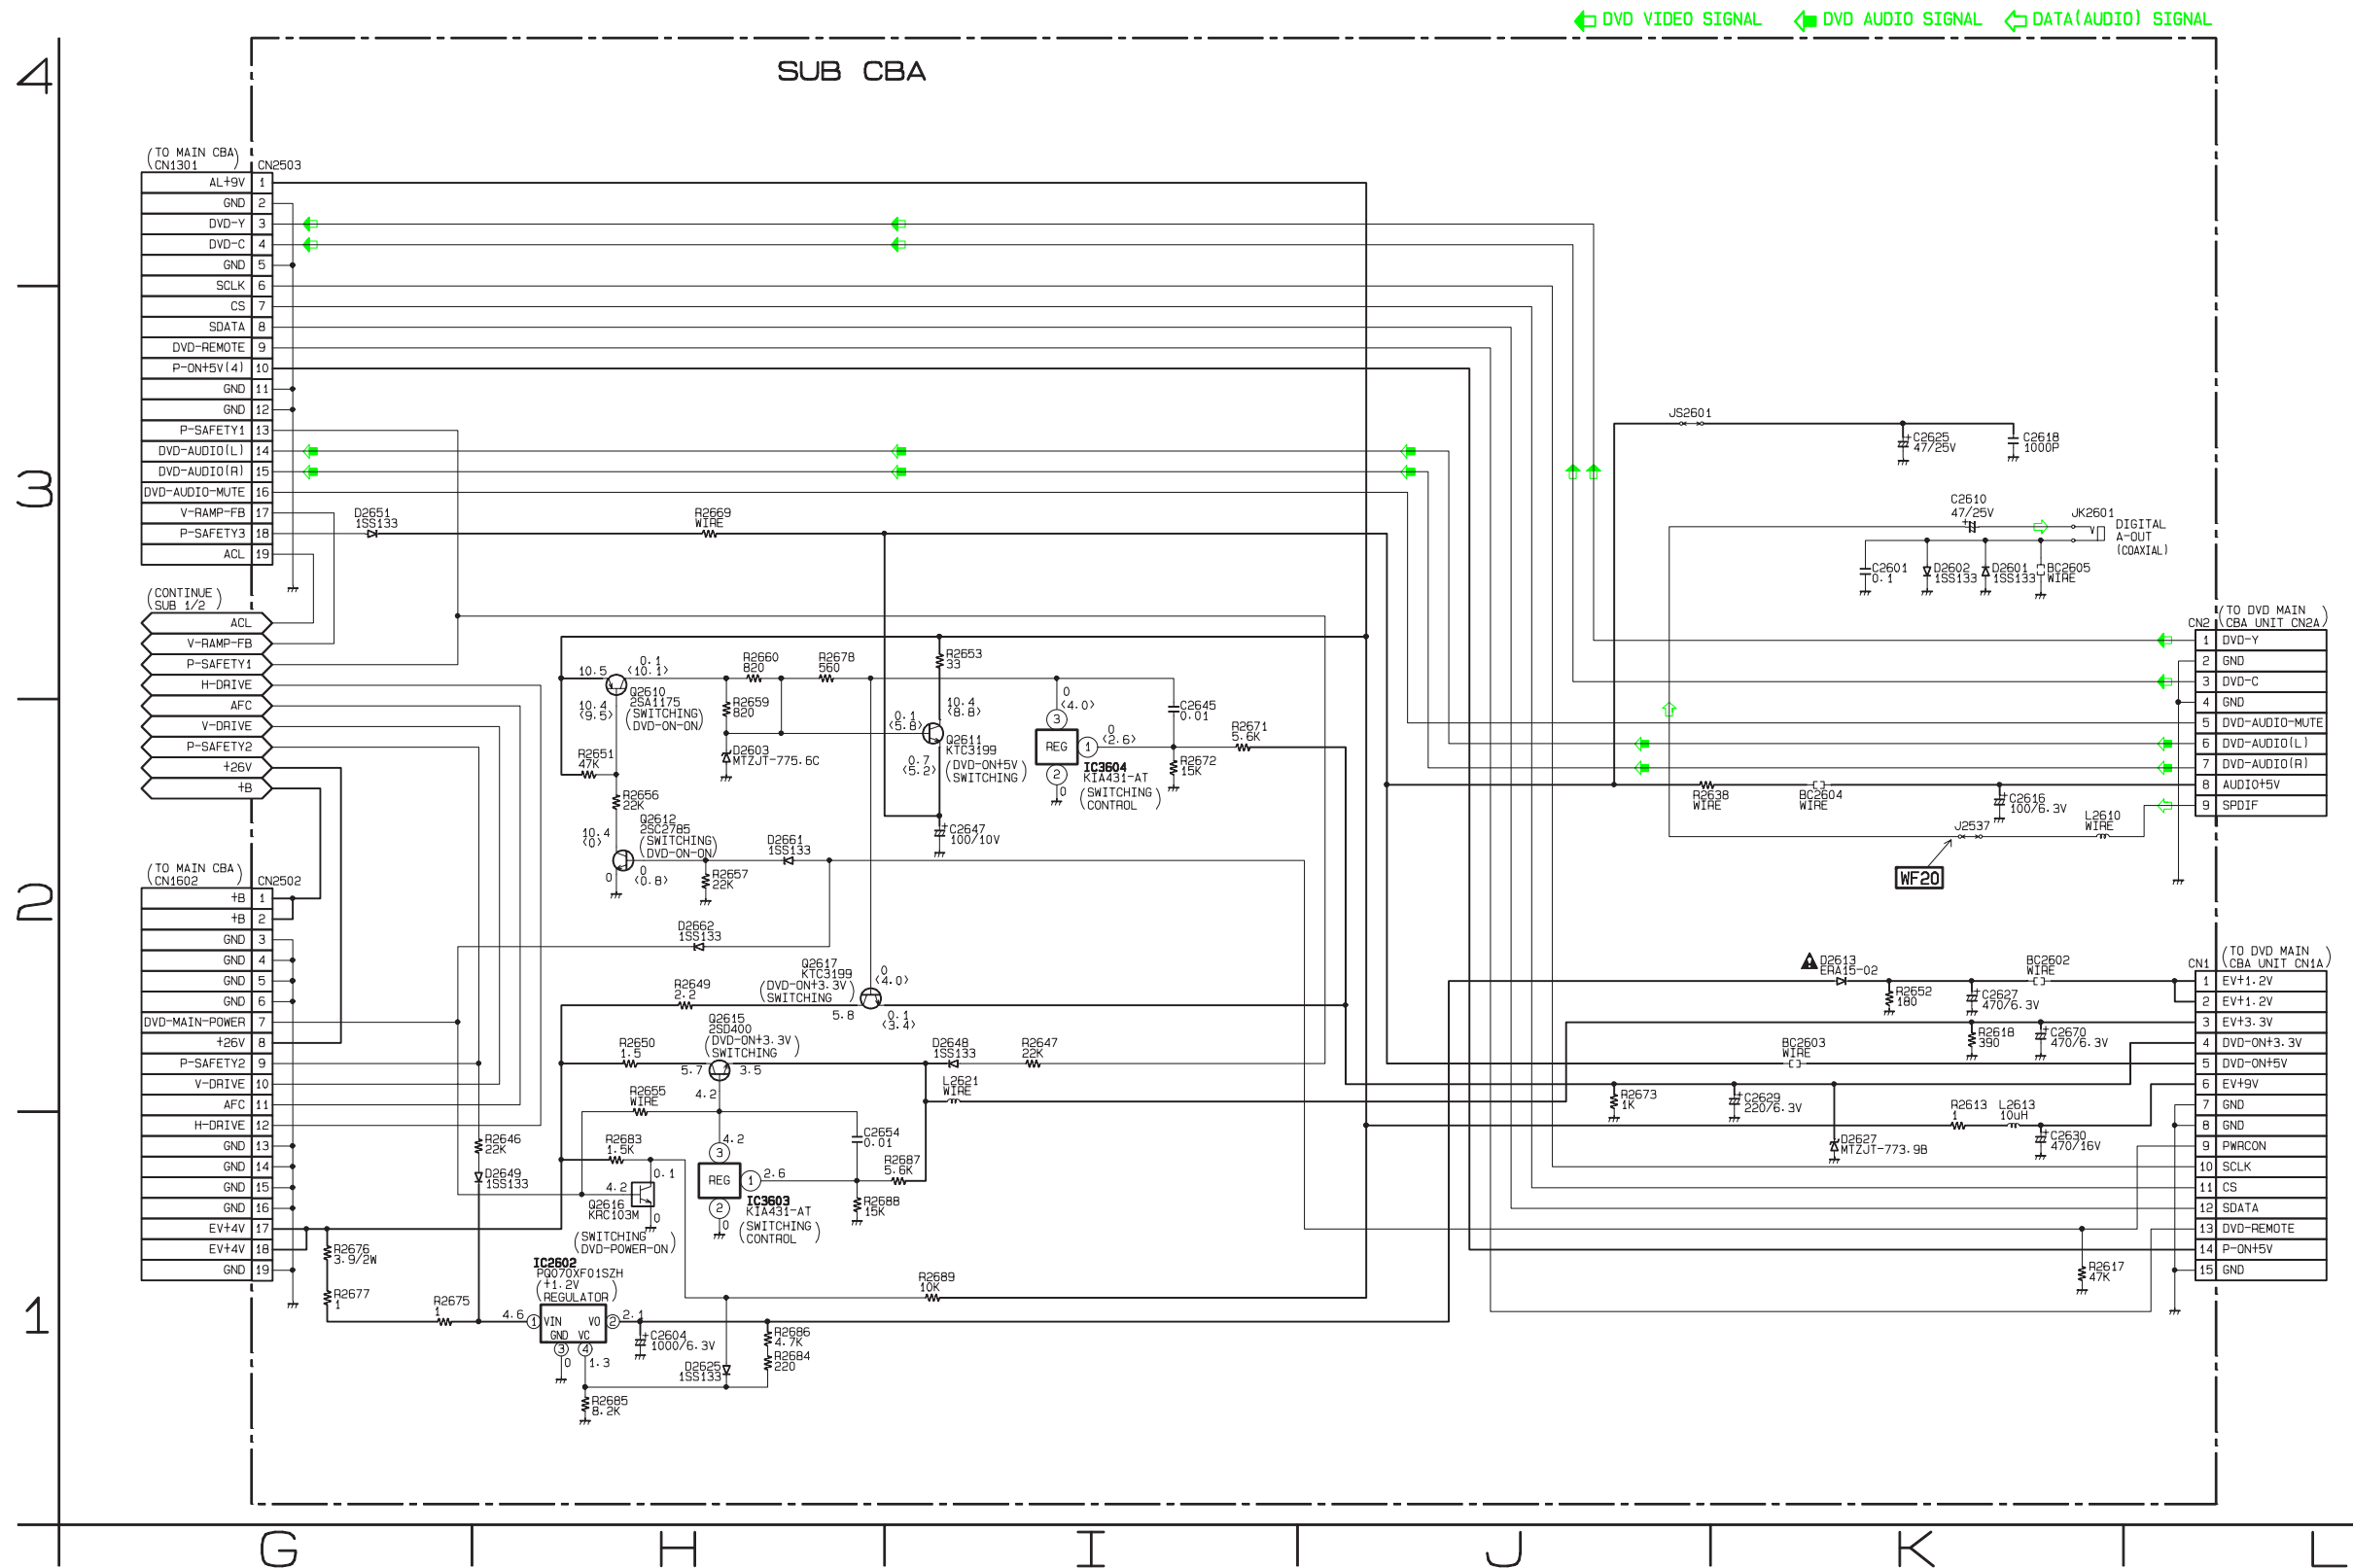 DVD VIDEO SIGNAL
DVD AUDIO SIGNAL
DATA(AUDIO) SIGNAL
4
SUB CBA
(TO MAIN CBA)
CN1301
CN2503
AL+9V 1
GND 2
DVD-Y 3
DVD-C 4
GND 5
SCLK 6
CS 7
SDATA 8
DVD-REMOTE 9
P-ON+5V(4) 10
GND 11
GND 12
P-SAFETY1 13
DVD-AUDIO(L) 14
DVD-AUDIO(R) 15
DVD-AUDIO-MUTE 16
V-RAMP-FB 17
P-SAFETY3 18
ACL 19
3
D2651
1SS133
R2669
WIRE
JS2601
C2625
47/25V
C2618
1000P
C2610
47/25V
JK2601
DIGITAL
A-OUT
(COAXIAL)
C2601
0.1
D2602
1SS133
D2601
1SS133
BC2605
WIRE
(CONTINUE
SUB 1/2)
ACL
V-RAMP-FB
P-SAFETY1
H-DRIVE
AFC
V-DRIVE
P-SAFETY2
+26V
+B
10.5
0.1
<10.1>
R2660
820
R2678
560
R2653
33
Q2610
2SA1175
(SWITCHING)
DVD-ON-ON
10.4
<9.5>
R2659
820
0.1
<5.8>
10.4
<8.8>
0
<4.0>
3
C2645
0.01
R2651
47K
D2603
MTZJT-775.6C
Q2611
KTC3199
(DVD-ON+5V)
SWITCHING
0.7
<5.2>
REG
1
0
<2.6>
R2671
5.6K
2
0
IC3604
KIA431-AT
(SWITCHING)
CONTROL
R2672
15K
R2656
22K
Q2612
2SC2785
(SWITCHING)
DVD-ON-ON
10.4
<0>
0
0
<0.8>
D2661
1SS133
R2657
22K
C2647
100/10V
R2638
WIRE
BC2604
WIRE
C2616
100/6.3V
L2610
WIRE
J2537
WF20
CN2
(TO DVD MAIN
CBA UNIT CN2A)
1 DVD-Y
2 GND
3 DVD-C
4 GND
5 DVD-AUDIO-MUTE
6 DVD-AUDIO(L)
7 DVD-AUDIO(R)
8 AUDIO+5V
9 SPDIF
2
(TO MAIN CBA)
CN1602
CN2502
+B 1
+B 2
GND 3
GND 4
GND 5
GND 6
DVD-MAIN-POWER 7
+26V 8
P-SAFETY2 9
V-DRIVE 10
AFC 11
H-DRIVE 12
GND 13
GND 14
GND 15
GND 16
EV+4V 17
EV+4V 18
GND 19
D2662
1SS133
Q2617
KTC3199
(DVD-ON+3.3V)
SWITCHING
0
<4.0>
R2649
2.2
5.8
0.1
<3.4>
Q2615
2SD400
(DVD-ON+3.3V)
SWITCHING
R2650
1.5
5.7
3.5
4.2
D2648
1SS133
R2647
22K
L2621
WIRE
R2655
WIRE
R2683
1.5K
4.2
3
C2654
0.01
R2687
5.6K
R2646
22K
D2649
1SS133
0.1
4.2
Q2616
KRC103M
0
(SWITCHING
DVD-POWER-ON)
REG
1
2.6
2
0
IC3603
KIA431-AT
(SWITCHING)
CONTROL
R2688
15K
D2613
ERA15-02
BC2602
WIRE
R2652
180
C2627
470/6.3V
R2618
390
C2670
470/6.3V
BC2603
WIRE
R2673
1K
C2629
220/6.3V
D2627
MTZJT-773.9B
R2613
1
L2613
10uH
C2630
470/16V
R2617
47K
CN1
(TO DVD MAIN
CBA UNIT CN1A)
1 EV+1.2V
2 EV+1.2V
3 EV+3.3V
4 DVD-ON+3.3V
5 DVD-ON+5V
6 EV+9V
7 GND
8 GND
9 PWRCON
10 SCLK
11 CS
12 SDATA
13 DVD-REMOTE
14 P-ON+5V
15 GND
1
R2676
3.9/2W
R2677
1
R2675
1
IC2602
PQ070XF01SZH
(+1.2V
REGULATOR)
4.6
1
VIN
VO
2
2.1
GND
VC
3
4
0
1.3
C2604
1000/6.3V
R2689
10K
R2686
4.7K
R2684
220
D2625
1SS133
R2685
8.2K
G
H
I
J
K
L